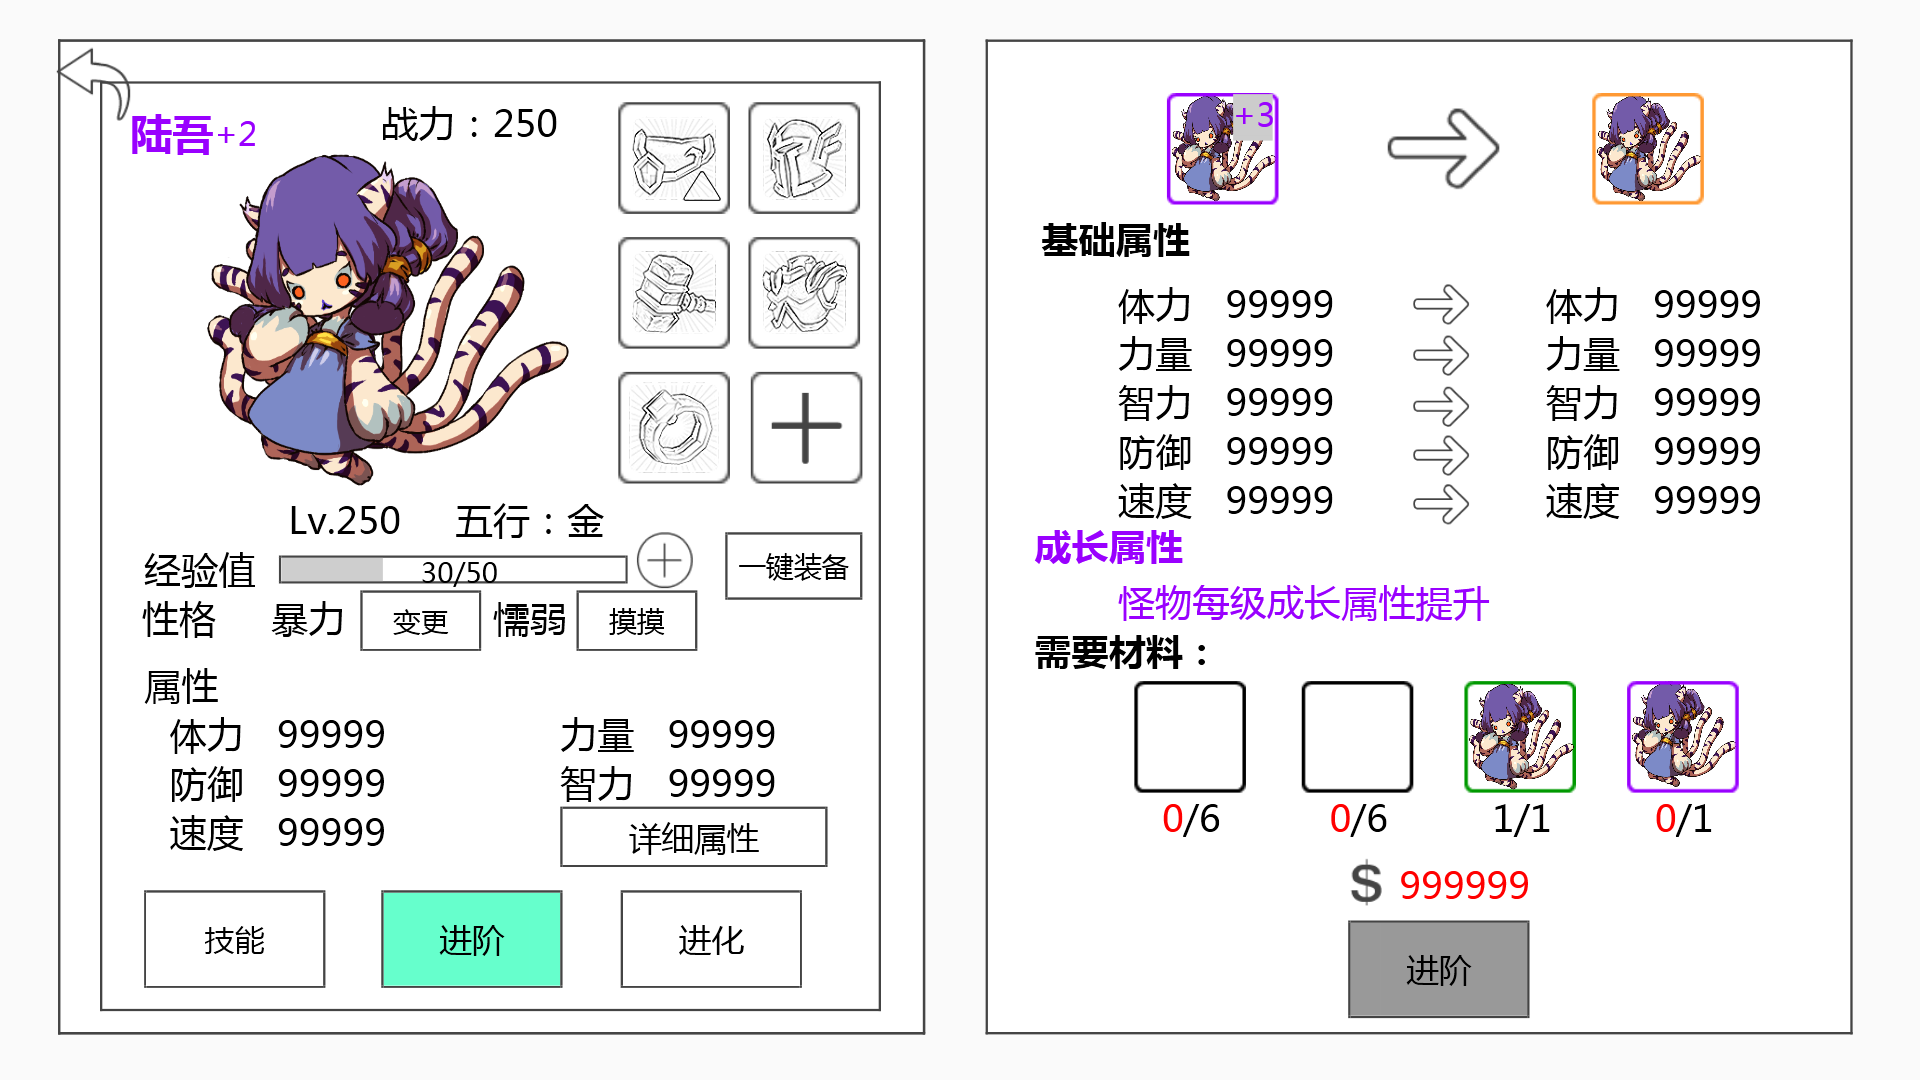 陆吾+2
战力：250
Lv.250 五行：金
经验值 30/50
一键装备
性格 暴力 变更 懦弱 摸摸
属性
体力 99999 力量 99999
防御 99999 智力 99999
速度 99999 详细属性
技能 进阶 进化
+3
基础属性
体力 99999 体力 99999
力量 99999 力量 99999
智力 99999 智力 99999
防御 99999 防御 99999
速度 99999 速度 99999
成长属性
怪物每级成长属性提升
需要材料：
0/6 0/6 1/1 0/1
$ 999999
进阶